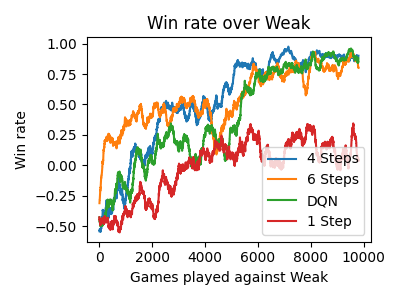 Win rate over Weak
1.00
0.75
0.50
0.25
0.00
−0.25
−0.50
Win rate
4 Steps
6 Steps
DQN
1 Step
0 2000 4000 6000 8000 10000
Games played against Weak